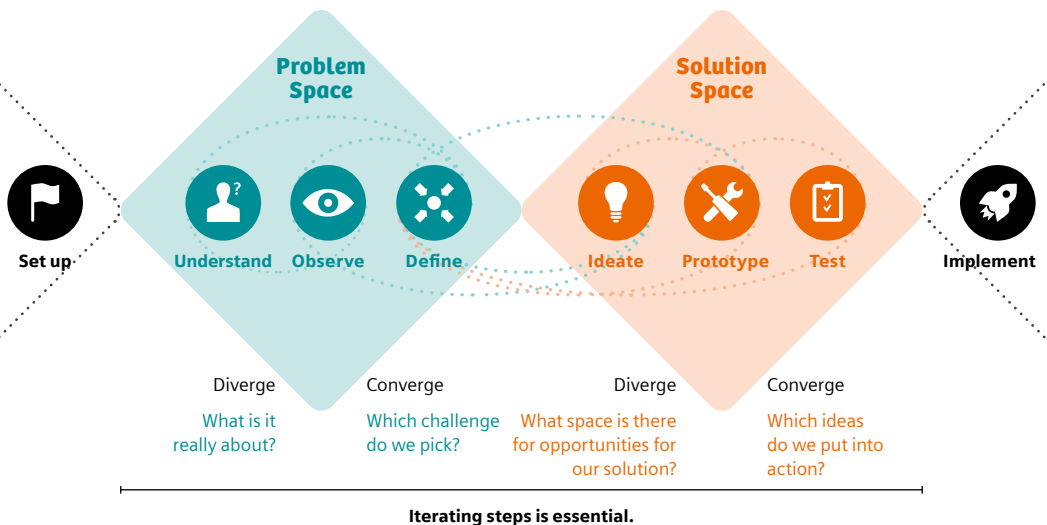 Problem
Space
Solution
Space
?
Set up
Understand
Observe
Define
Ideate
Prototype
Test
Implement
Diverge
What is it
really about?
Converge
Which challenge
do we pick?
Diverge
What space is there
for opportunities for
our solution?
Converge
Which ideas
do we put into
action?
Iterating steps is essential.